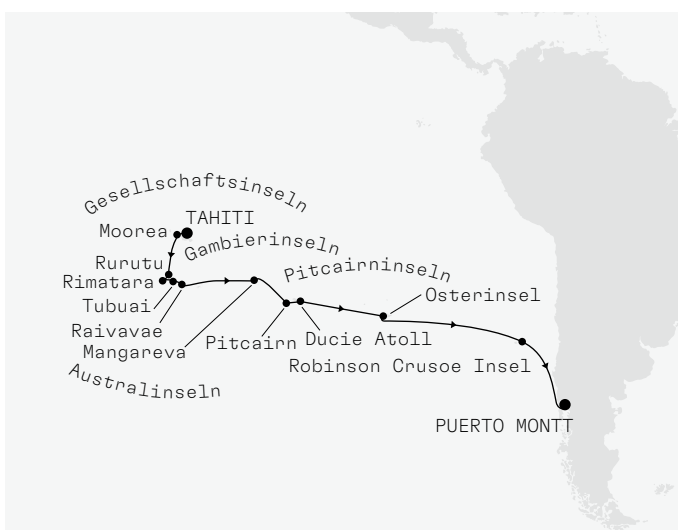 Gesellschaftsinseln
TAHITI
Moorea
Gambierinseln
Rurutu
Pitcairninseln
Rimatara
Osterinsel
Tubuai
Raivavae
Pitcairn
Ducie Atoll
Mangareva
Robinson Crusoe Insel
Australinseln
PUERTO MONTT